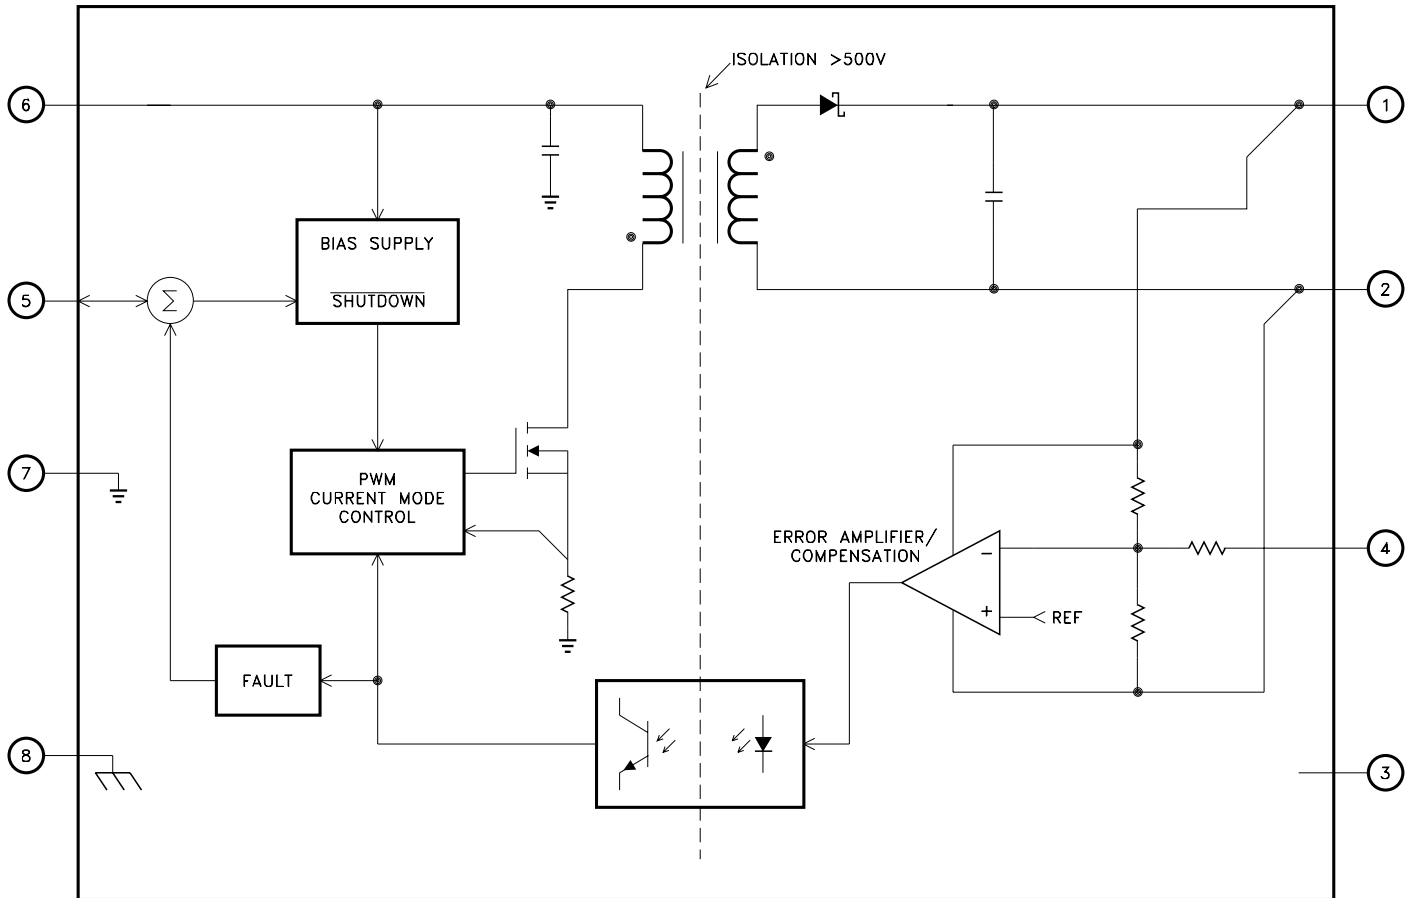 ISOLATION >500V
6
1
BIAS SUPPLY
SHUTDOWN
5
Σ
2
7
PWM
CURRENT MODE
CONTROL
ERROR AMPLIFIER/
COMPENSATION
−
4
+
REF
FAULT
8
3